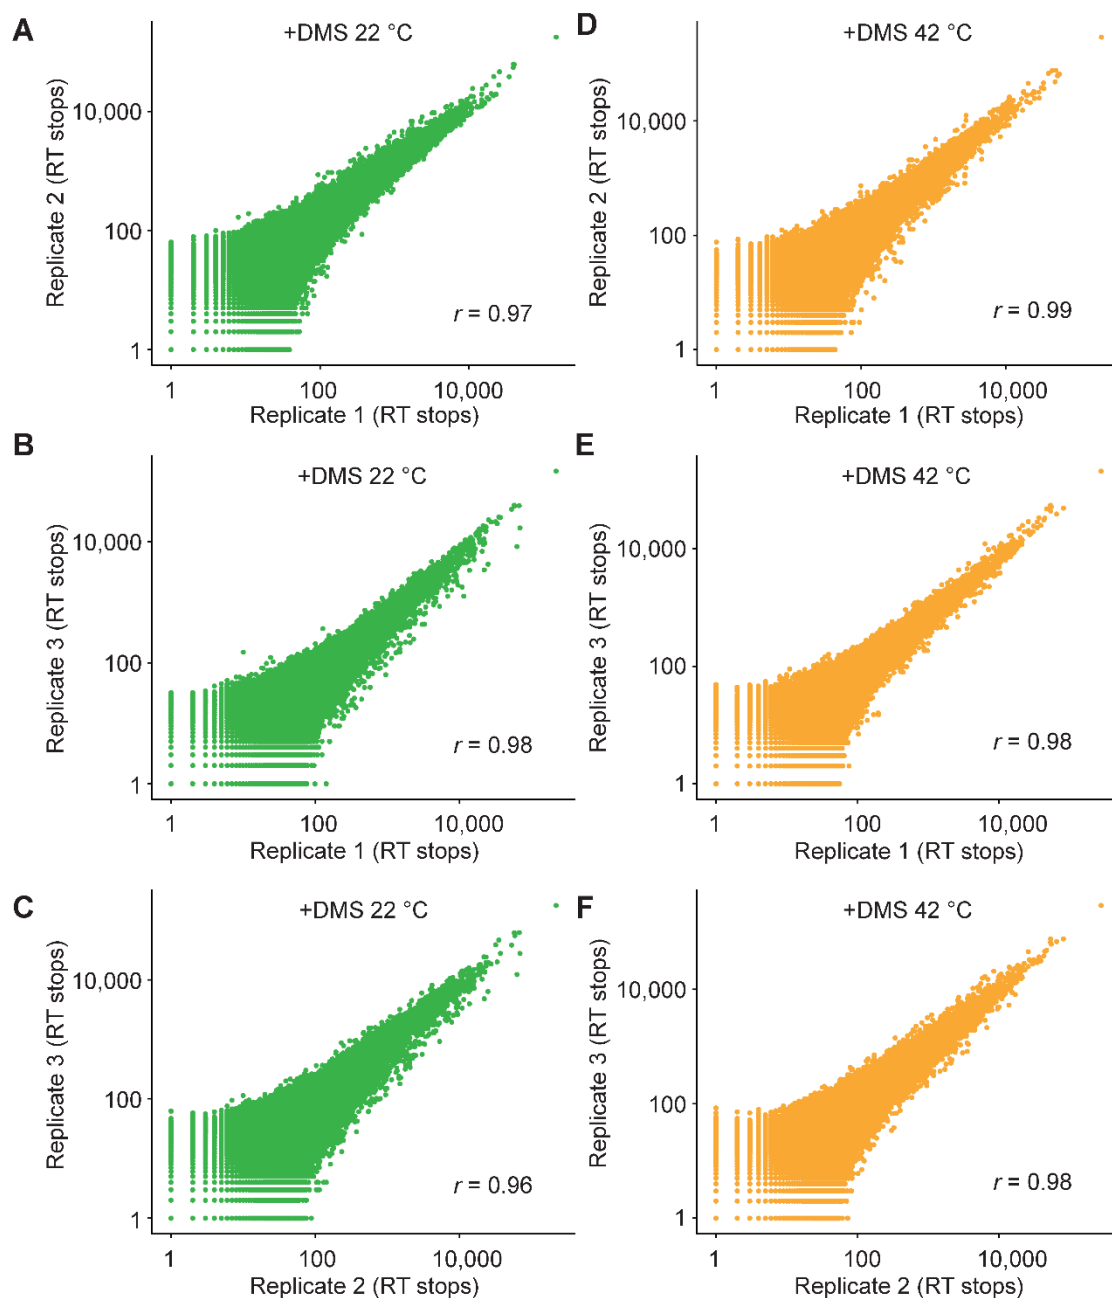 A
+DMS 22 °C
Replicate 2 (RT stops)
10,000
100
1
r = 0.97
1 100 10,000
Replicate 1 (RT stops)
D
+DMS 42 °C
Replicate 2 (RT stops)
10,000
100
1
r = 0.99
1 100 10,000
Replicate 1 (RT stops)
B
+DMS 22 °C
Replicate 3 (RT stops)
10,000
100
1
r = 0.98
1 100 10,000
Replicate 1 (RT stops)
E
+DMS 42 °C
Replicate 3 (RT stops)
10,000
100
1
r = 0.98
1 100 10,000
Replicate 1 (RT stops)
C
+DMS 22 °C
Replicate 3 (RT stops)
10,000
100
1
r = 0.96
1 100 10,000
Replicate 2 (RT stops)
F
+DMS 42 °C
Replicate 3 (RT stops)
10,000
100
1
r = 0.98
1 100 10,000
Replicate 2 (RT stops)